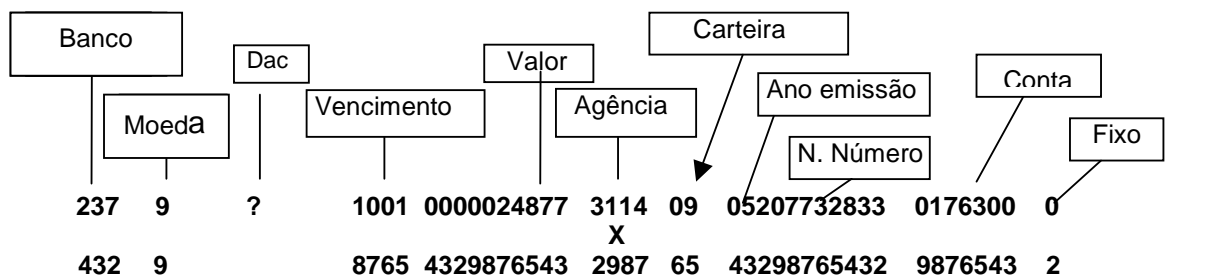 Banco
Carteira
Dac
Valor
Vencimento
Agência
Ano emissão
Conta
Moeda
N. Número
Fixo
237 9 ? 1001 0000024877 3114 09 05207732833 0176300 0
X
432 9 8765 4329876543 2987 65 43298765432 9876543 2